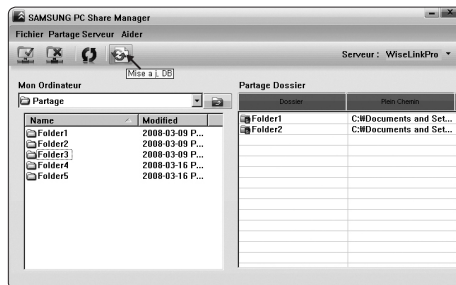 SAMSUNG PC Share Manager
Fichier Partage Serveur Aider
Serveur : WiseLinkPro
Mise a j, DB
Mon Ordinateur
Partage
Name Modified
Folder1 2008-03-09 P...
Folder2 2008-03-09 P...
Folder3 2008-03-09 P...
Folder4 2008-03-16 P...
Folder5 2008-03-16 P...
Partage Dossier
Dossier Plein Chemin
Folder1 C:₩Documents and Set...
Folder2 C:₩Documents and Set...